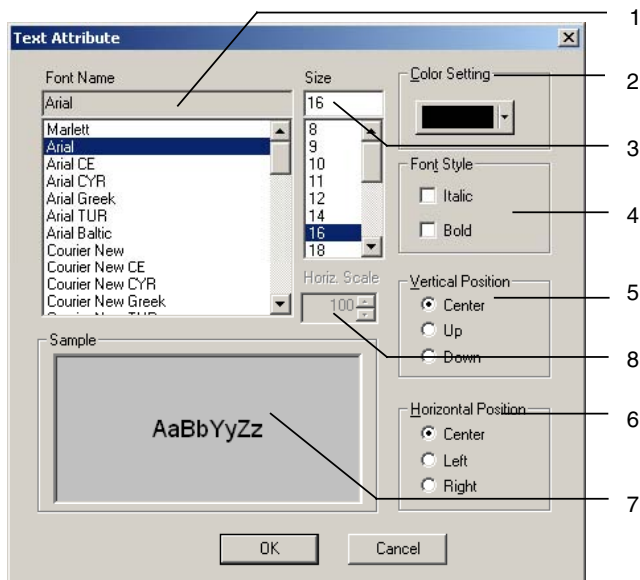 1
Text Attribute
Font Name
Size
Color Setting
2
Arial
16
3
Marlett
Arial
Arial CE
Arial CYR
Arial Greek
Arial TUR
Arial Baltic
Courier New
Courier New CE
Courier New CYR
Courier New Greek
8
9
10
11
12
14
16
18
Font Style
Italic
Bold
4
Horiz. Scale
100
Vertical Position
Center
Up
Down
5
8
Sample
AaBbYyZz
Horizontal Position
Center
Left
Right
6
7
OK
Cancel